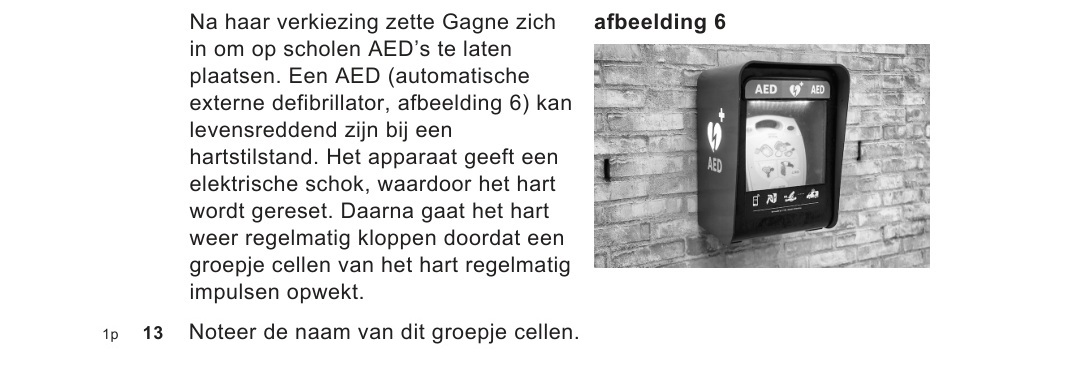 Na haar verkiezing zette Gagne zich
in om op scholen AED’s te laten
plaatsen. Een AED (automatische
externe defibrillator, afbeelding 6) kan
levensreddend zijn bij een
hartstilstand. Het apparaat geeft een
elektrische schok, waardoor het hart
wordt gereset. Daarna gaat het hart
weer regelmatig kloppen doordat een
groepje cellen van het hart regelmatig
impulsen opwekt.
afbeelding 6
AED AED
AED
1p 13 Noteer de naam van dit groepje cellen.